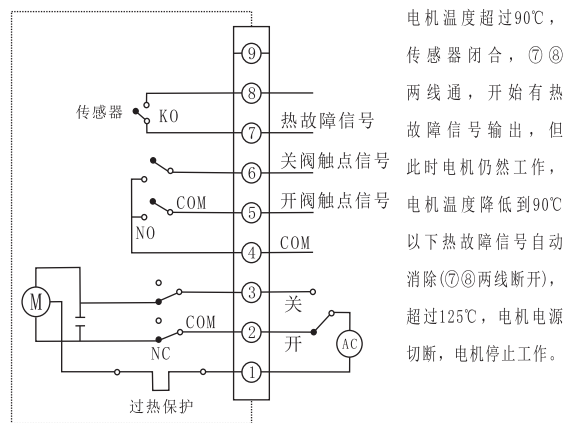 ⑨
⑧
传感器 KO
⑦ 热故障信号
⑥ 关阀触点信号
COM ⑤ 开阀触点信号
NO
④ COM
M ③ 关
COM ② 开 AC
NC
①
过热保护
电机温度超过90℃，
传感器闭合，⑦⑧
两线通，开始有热
故障信号输出，但
此时电机仍然工作，
电机温度降低到90℃
以下热故障信号自动
消除(⑦⑧两线断开)，
超过125℃，电机电源
切断，电机停止工作。